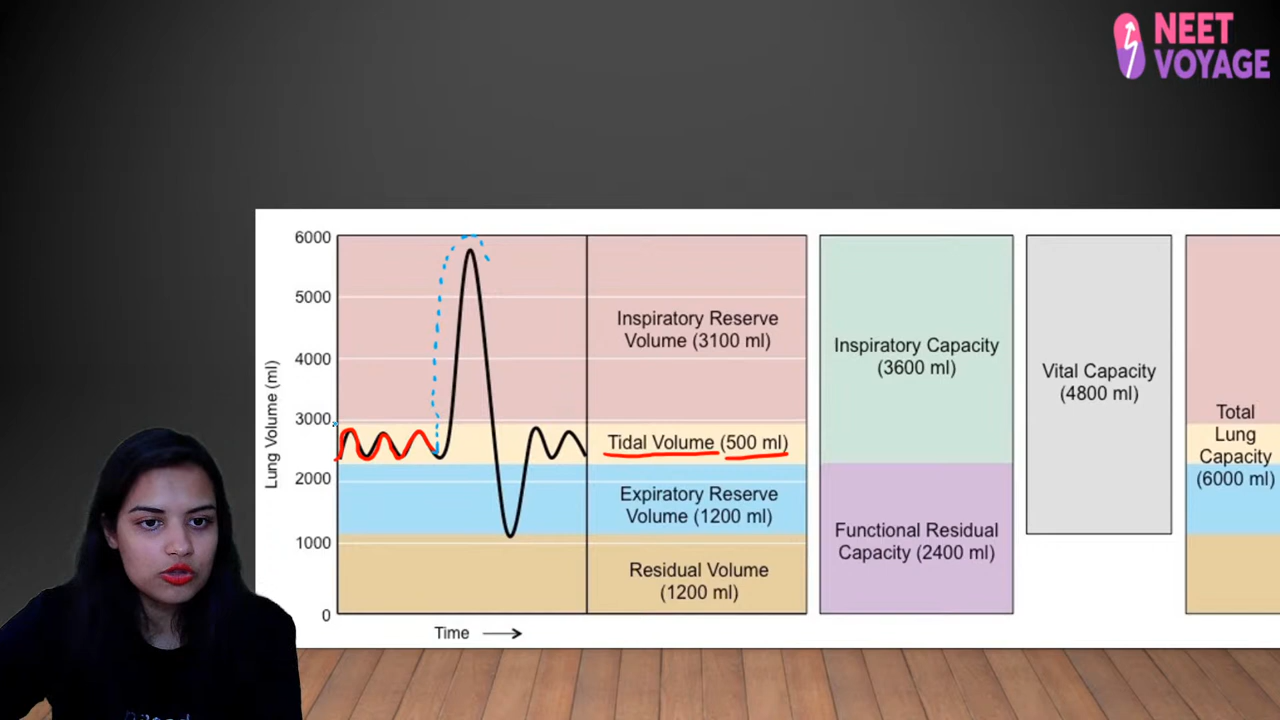 NEET
VOYAGE
6000
5000
4000
3000
2000
1000
0
Lung Volume (ml)
Time
Inspiratory Reserve
Volume (3100 ml)
Tidal Volume (500 ml)
Expiratory Reserve
Volume (1200 ml)
Residual Volume
(1200 ml)
Inspiratory Capacity
(3600 ml)
Functional Residual
Capacity (2400 ml)
Vital Capacity
(4800 ml)
Total
Lung
Capacity
(6000 ml)